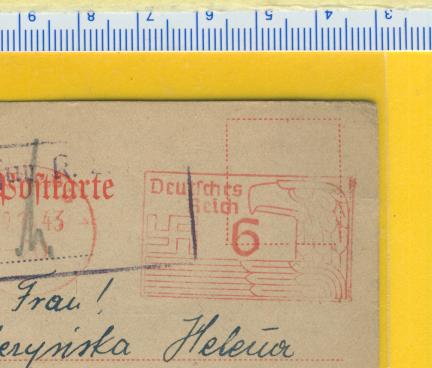 9 8 7 6 5 4 3
K.
Postkarte
Deutsches
Reich
43
6
Frau!
Helena